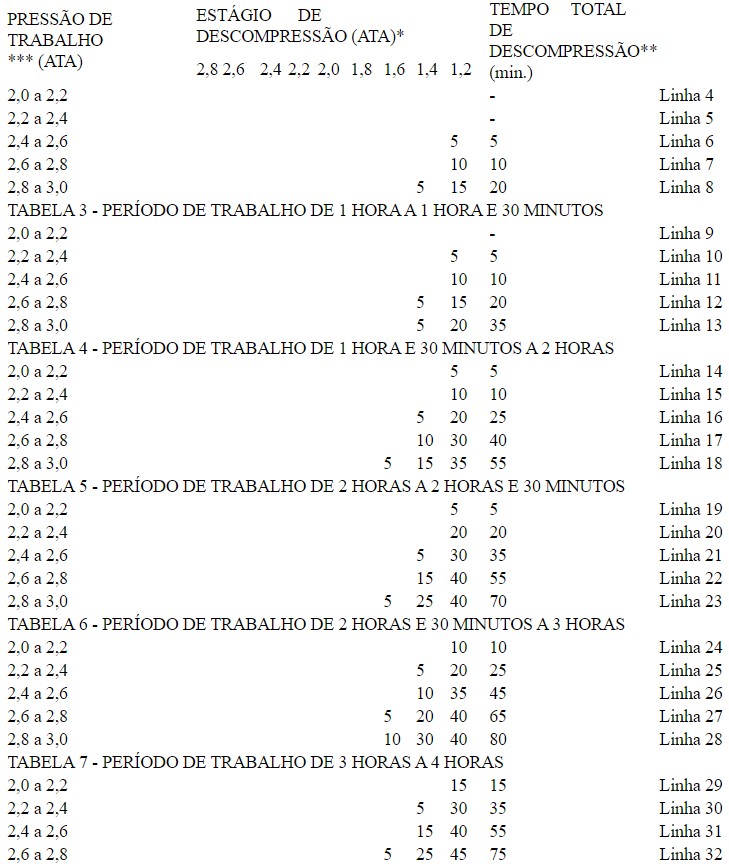 PRESSÃO DE TRABALHO *** (ATA)
ESTÁGIO DE DESCOMPRESSÃO (ATA)*
TEMPO TOTAL DE DESCOMPRESSÃO** (min.)
2,8 2,6 2,4 2,2 2,0 1,8 1,6 1,4 1,2
2,0 a 2,2 - Linha 4
2,2 a 2,4 - Linha 5
2,4 a 2,6 5 5 Linha 6
2,6 a 2,8 10 10 Linha 7
2,8 a 3,0 5 15 20 Linha 8
TABELA 3 - PERÍODO DE TRABALHO DE 1 HORA A 1 HORA E 30 MINUTOS
2,0 a 2,2 - Linha 9
2,2 a 2,4 5 5 Linha 10
2,4 a 2,6 10 10 Linha 11
2,6 a 2,8 5 15 20 Linha 12
2,8 a 3,0 5 20 35 Linha 13
TABELA 4 - PERÍODO DE TRABALHO DE 1 HORA E 30 MINUTOS A 2 HORAS
2,0 a 2,2 5 5 Linha 14
2,2 a 2,4 10 10 Linha 15
2,4 a 2,6 5 20 25 Linha 16
2,6 a 2,8 10 30 40 Linha 17
2,8 a 3,0 5 15 35 55 Linha 18
TABELA 5 - PERÍODO DE TRABALHO DE 2 HORAS A 2 HORAS E 30 MINUTOS
2,0 a 2,2 5 5 Linha 19
2,2 a 2,4 20 20 Linha 20
2,4 a 2,6 5 30 35 Linha 21
2,6 a 2,8 15 40 55 Linha 22
2,8 a 3,0 5 25 40 70 Linha 23
TABELA 6 - PERÍODO DE TRABALHO DE 2 HORAS E 30 MINUTOS A 3 HORAS
2,0 a 2,2 10 10 Linha 24
2,2 a 2,4 5 20 25 Linha 25
2,4 a 2,6 10 35 45 Linha 26
2,6 a 2,8 5 20 40 65 Linha 27
2,8 a 3,0 10 30 40 80 Linha 28
TABELA 7 - PERÍODO DE TRABALHO DE 3 HORAS A 4 HORAS
2,0 a 2,2 15 15 Linha 29
2,2 a 2,4 5 30 35 Linha 30
2,4 a 2,6 15 40 55 Linha 31
2,6 a 2,8 5 25 45 75 Linha 32